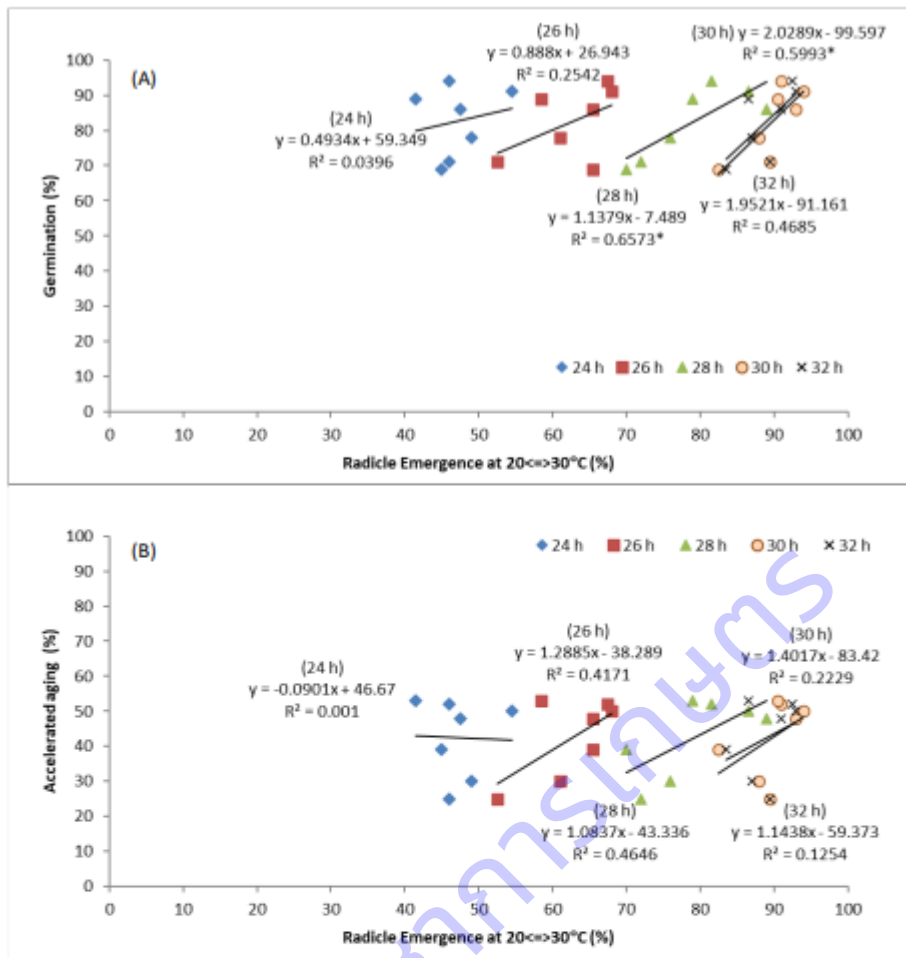 (A)
(26 h)
y = 0.888x + 26.943
R² = 0.2542
(30 h) y = 2.0289x - 99.597
R² = 0.5993*
(24 h)
y = 0.4934x + 59.349
R² = 0.0396
(28 h)
y = 1.1379x - 7.489
R² = 0.6573*
(32 h)
y = 1.9521x - 91.161
R² = 0.4685
Germination (%)
100
90
80
70
60
50
40
30
20
10
0
24 h 26 h 28 h 30 h 32 h
0 10 20 30 40 50 60 70 80 90 100
Radicle Emergence at 20<=>30°C (%)
(B)
24 h 26 h 28 h 30 h 32 h
(26 h)
y = 1.2885x - 38.289
R² = 0.4171
(30 h)
y = 1.4017x - 83.42
R² = 0.2229
(24 h)
y = -0.0901x + 46.67
R² = 0.001
(28 h)
y = 1.0837x - 43.336
R² = 0.4646
(32 h)
y = 1.1438x - 59.373
R² = 0.1254
Accelerated aging (%)
100
90
80
70
60
50
40
30
20
10
0
0 10 20 30 40 50 60 70 80 90 100
Radicle Emergence at 20<=>30°C (%)